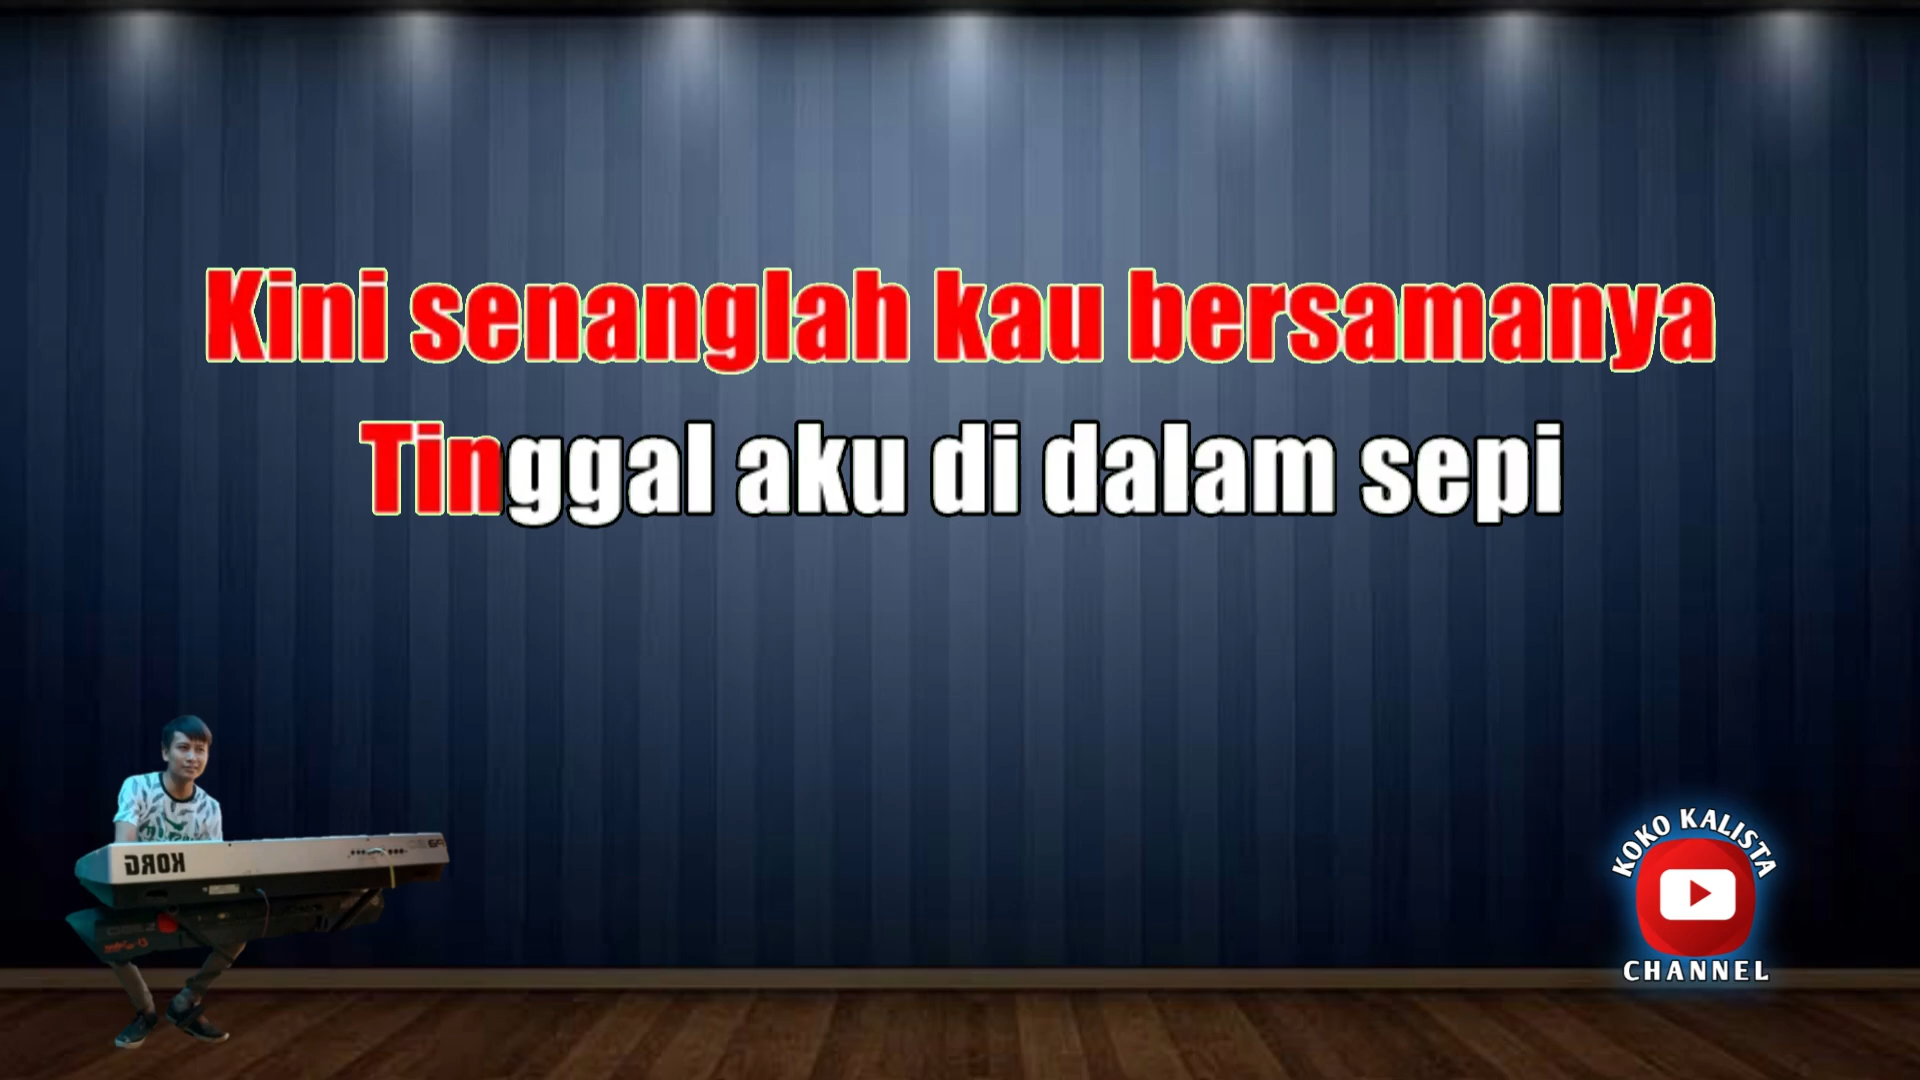 Kini senanglah kau bersamanya
Tinggal aku di dalam sepi
KORG
KOKO KALISTA
CHANNEL